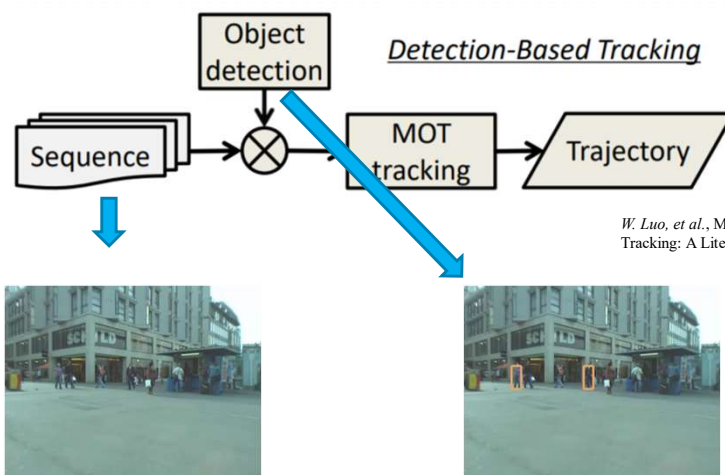 Object
detection
Detection-Based Tracking
Sequence
MOT
tracking
Trajectory
W. Luo, et al., M
Tracking: A Lite